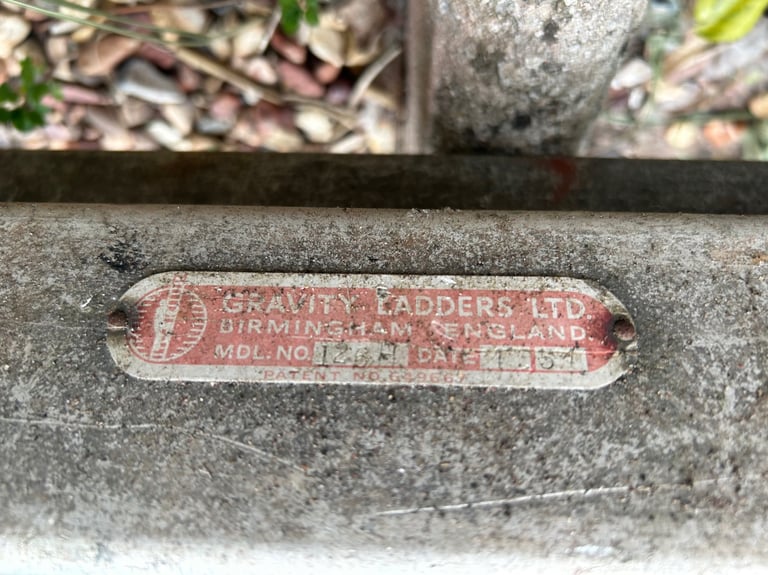 GRAVITY LADDERS LTD.
BIRMINGHAM ENGLAND
MDL. NO. DATE
PATENT NO.